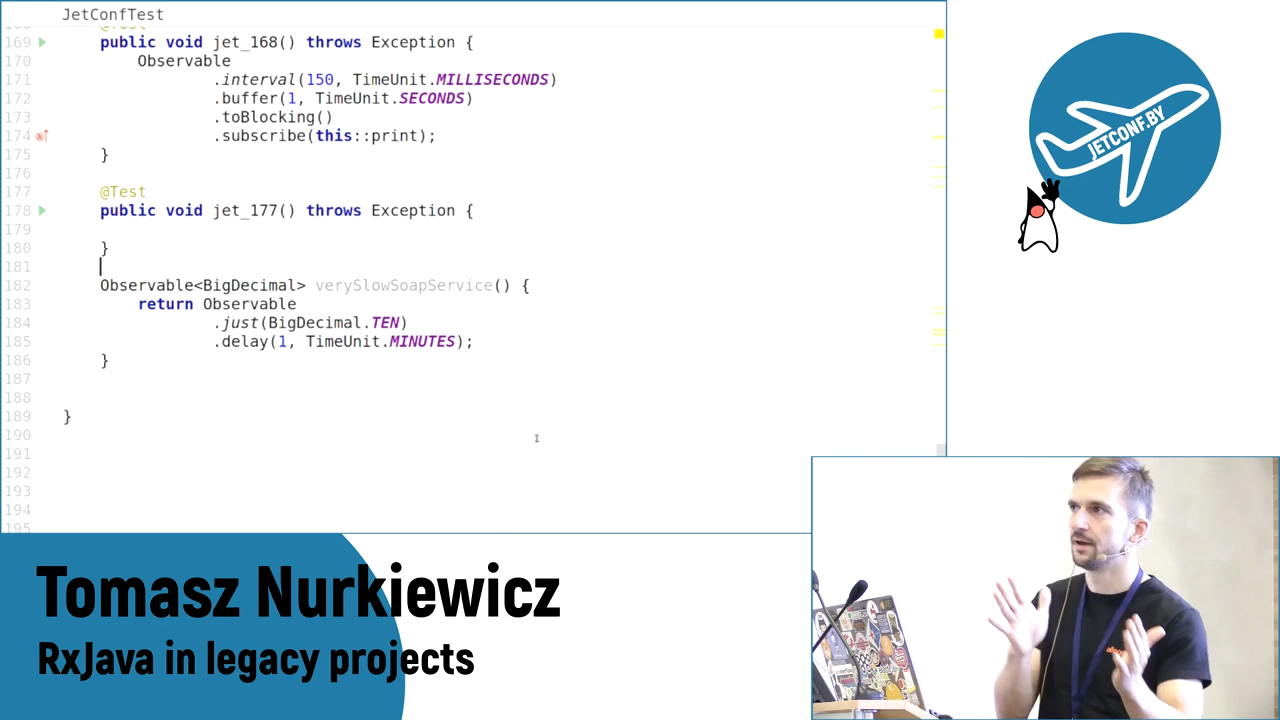 JetConfTest
@Test
169 public void jet_168() throws Exception {
170 Observable
171 .interval(150, TimeUnit.MILLISECONDS)
172 .buffer(1, TimeUnit.SECONDS)
173 .toBlocking()
174 .subscribe(this::print);
175 }
176
177 @Test
178 public void jet_177() throws Exception {
179
180 }
181
182 Observable<BigDecimal> verySlowSoapService() {
183 return Observable
184 .just(BigDecimal.TEN)
185 .delay(1, TimeUnit.MINUTES);
186 }
187
188
189 }
190
191
192
193
194
195
JETCONF.BY
Tomasz Nurkiewicz
RxJava in legacy projects